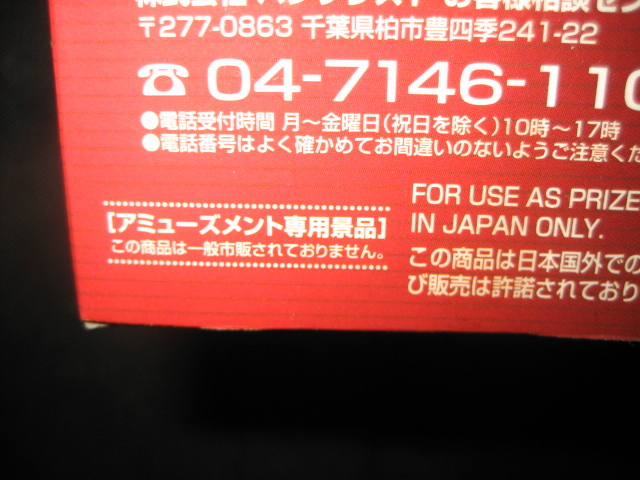 〒277-0863 千葉県柏市豊四季241-22
☎04-7146-110
●電話受付時間 月～金曜日(祝日を除く)10時～17時
●電話番号はよく確かめてお間違いのないようご注意くだ
FOR USE AS PRIZE
IN JAPAN ONLY.
[アミューズメント専用景品]
この商品は一般市販されておりません。
この商品は日本国外での
び販売は許諾されており